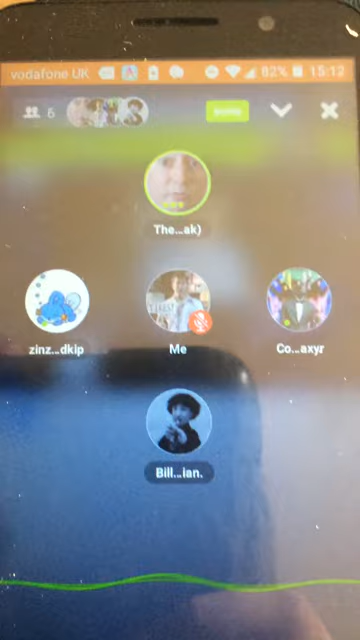 vodafone UK 82% 15:12
6
The...ak)
zinz...dkip Me Co...axyr
Bill...ian.